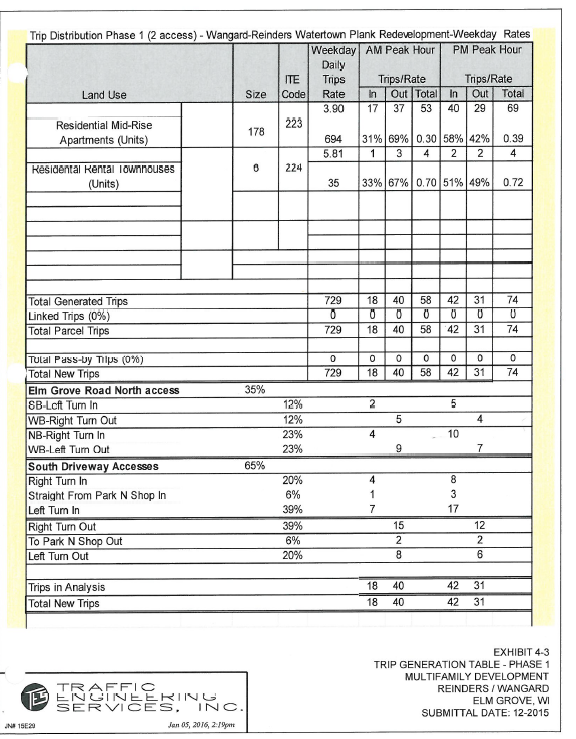 Trip Distribution Phase 1 (2 access) - Wangard-Reinders Watertown Plank Redevelopment-Weekday Rates
Weekday AM Peak Hour PM Peak Hour
Daily
ITE Trips Trips/Rate Trips/Rate
Land Use Size Code Rate In Out Total In Out Total
3.90 17 37 53 40 29 69
Residential Mid-Rise 178 223
Apartments (Units) 694 31% 69% 0.30 58% 42% 0.39
5.81 1 3 4 2 2 4
Residental Rental Townhouses 6 224
(Units) 35 33% 67% 0.70 51% 49% 0.72
Total Generated Trips 729 18 40 58 42 31 74
Linked Trips (0%) 0 0 0 0 0 0 0
Total Parcel Trips 729 18 40 58 42 31 74
Total Pass-by Trips (0%) 0 0 0 0 0 0 0
Total New Trips 729 18 40 58 42 31 74
Elm Grove Road North access 35%
SB-Left Turn In 12% 2 5
WB-Right Turn Out 12% 5 4
NB-Right Turn In 23% 4 10
WB-Left Turn Out 23% 9 7
South Driveway Accesses 65%
Right Turn In 20% 4 8
Straight From Park N Shop In 6% 1 3
Left Turn In 39% 7 17
Right Turn Out 39% 15 12
To Park N Shop Out 6% 2 2
Left Turn Out 20% 8 6
Trips in Analysis 18 40 42 31
Total New Trips 18 40 42 31
EXHIBIT 4-3
TRIP GENERATION TABLE - PHASE 1
MULTIFAMILY DEVELOPMENT
REINDERS / WANGARD
ELM GROVE, WI
SUBMITTAL DATE: 12-2015
TES
TRAFFIC
ENGINEERING
SERVICES, INC.
JN# 15E29 Jan 05, 2016, 2:19pm